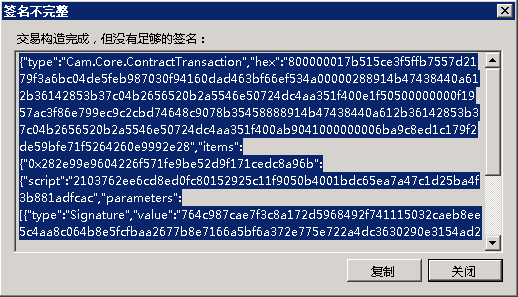 签名不完整
交易构造完成，但没有足够的签名：
{"type":"Cam.Core.ContractTransaction","hex":"800000017b515ce3f5ffb7557d21
79f3a6bc04de5feb987030f94160dad463bf66ef534a00000288914b47438440a61
2b36142853b37c04b2656520b2a5546e50724dc4aa351f400e1f50500000000f19
57ac3f86e799ec9c2cbd74648c9078b35458888914b47438440a612b36142853b3
7c04b2656520b2a5546e50724dc4aa351f400ab9041000000006ba9c8ed1c179f2
de59bfe71f5264260e9992e28","items":
{"0x282e99e9604226f571fe9be52d9f171cedc8a96b":
{"script":"2103762ee6cd8ed0fc80152925c11f9050b4001bdc65ea7a47c1d25ba4f
3b881adfcac","parameters":
[{"type":"Signature","value":"764c987cae7f3c8a172d5968492f741115032caeb8ee
5c4aa8c064b8e5fcfbaa2677b8e7166a5bf6a372e775e722a4dc3630290e3154ad2
复制
关闭